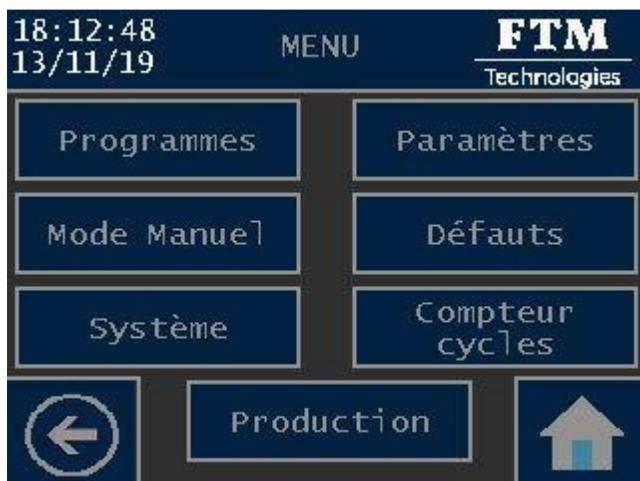 18:12:48
13/11/19
MENU
FTM
Technologies
Programmes
Paramètres
Mode Manuel
Défauts
Système
Compteur
cycles
Production